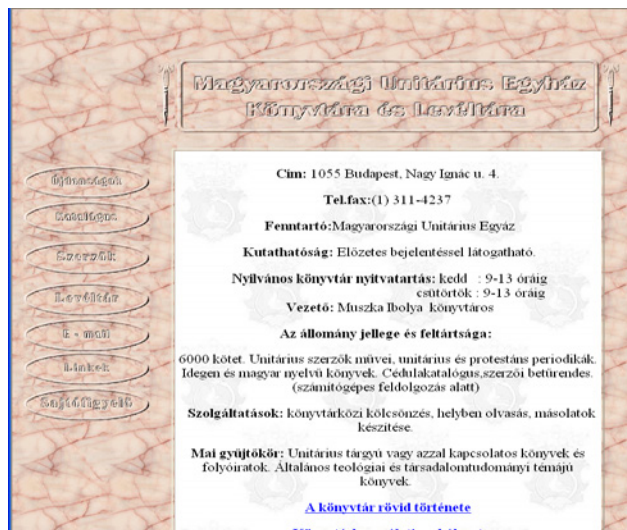 Magyarországi Unitárius Egyház
Könyvtára és Levéltára
Újdonságok
Katalógus
Szerzők
Levéltár
E - mail
Linkek
Sajtófigyelő
Cím: 1055 Budapest, Nagy Ignác u. 4.
Tel.fax:(1) 311-4237
Fenntartó:Magyarországi Unitárius Egyáz
Kutathatóság: Előzetes bejelentéssel látogatható.
Nyilvános könyvtár nyitvatartás: kedd : 9-13 óráig
csütörtök : 9-13 óráig
Vezető: Muszka Ibolya könyvtáros
Az állomány jellege és feltártsága:
6000 kötet. Unitárius szerzők művei, unitárius és protestáns periodikák.
Idegen és magyar nyelvű könyvek. Cédulakatalógus,szerzői betűrendes.
(számítógépes feldolgozás alatt)
Szolgáltatások: könyvtárközi kölcsönzés, helyben olvasás, másolatok
készítése.
Mai gyűjtőkör: Unitárius tárgyú vagy azzal kapcsolatos könyvek és
folyóiratok. Általános teológiai és társadalomtudományi témájú
könyvek.
A könyvtár rövid története